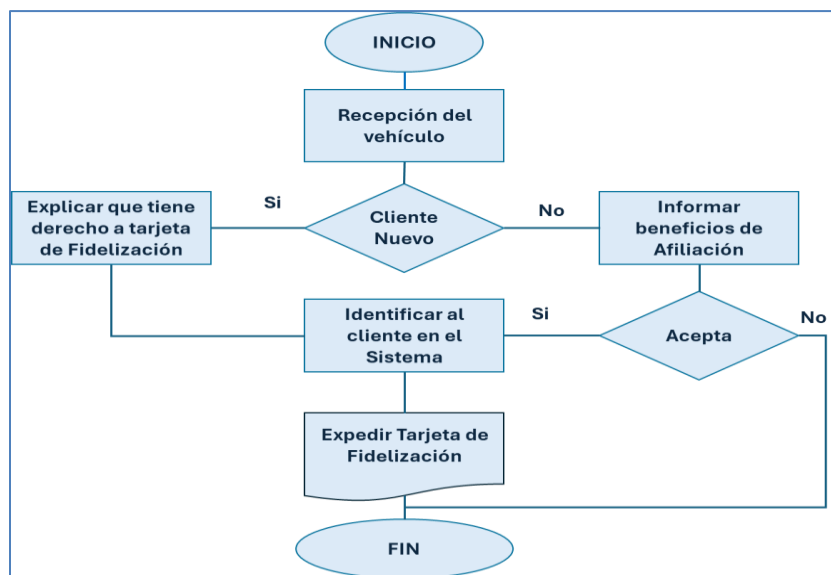 INICIO
Recepción del
vehículo
Si
Cliente
Nuevo
No
Explicar que tiene
derecho a tarjeta
de Fidelización
Informar
beneficios de
Afiliación
Identificar al
cliente en el
Sistema
Si
Acepta
No
Expedir Tarjeta de
Fidelización
FIN